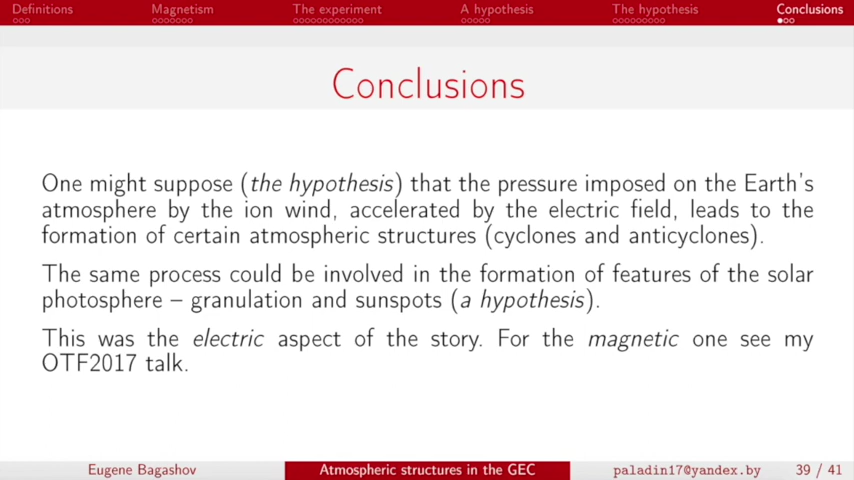 Definitions Magnetism The experiment A hypothesis The hypothesis Conclusions
Conclusions
One might suppose (the hypothesis) that the pressure imposed on the Earth's
atmosphere by the ion wind, accelerated by the electric field, leads to the
formation of certain atmospheric structures (cyclones and anticyclones).
The same process could be involved in the formation of features of the solar
photosphere – granulation and sunspots (a hypothesis).
This was the electric aspect of the story. For the magnetic one see my
OTF2017 talk.
Eugene Bagashov Atmospheric structures in the GEC paladin17@yandex.by 39 / 41